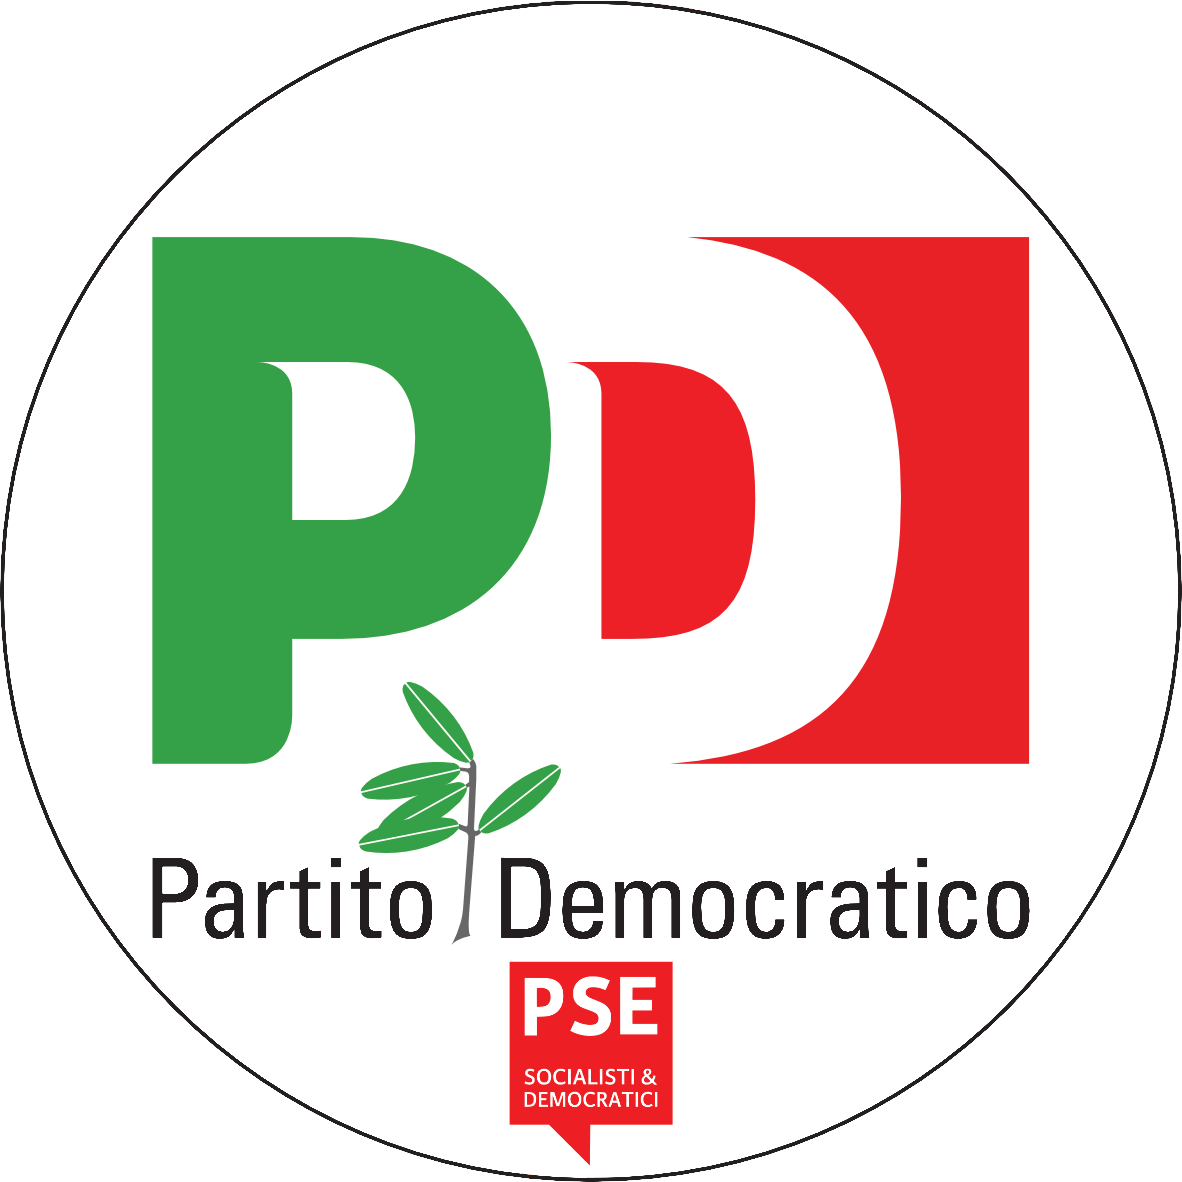 PD
Partito Democratico
PSE
SOCIALISTI &
DEMOCRATICI